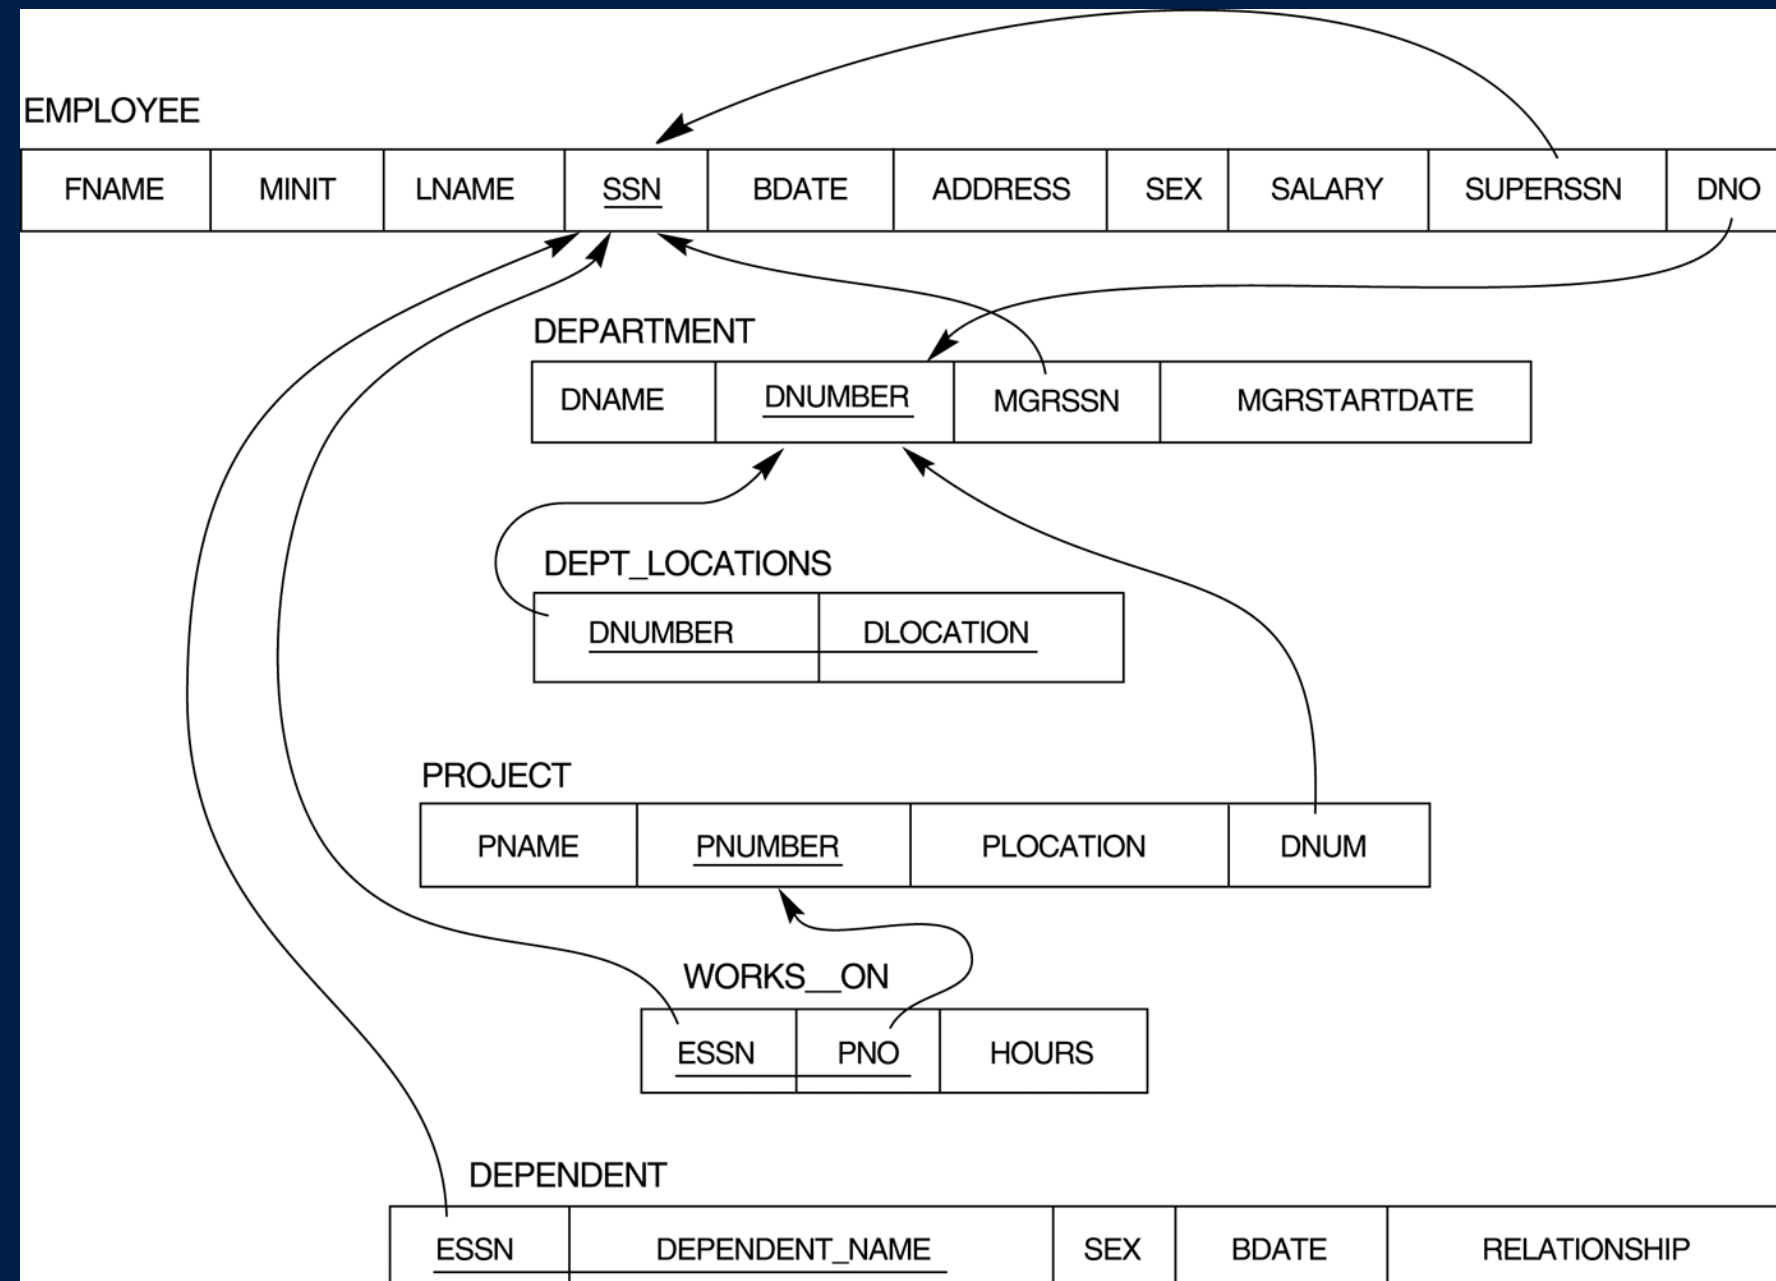 EMPLOYEE
FNAME MINIT LNAME SSN BDATE ADDRESS SEX SALARY SUPERSSN DNO
DEPARTMENT
DNAME DNUMBER MGRSSN MGRSTARTDATE
DEPT_LOCATIONS
DNUMBER DLOCATION
PROJECT
PNAME PNUMBER PLOCATION DNUM
WORKS__ON
ESSN PNO HOURS
DEPENDENT
ESSN DEPENDENT_NAME SEX BDATE RELATIONSHIP